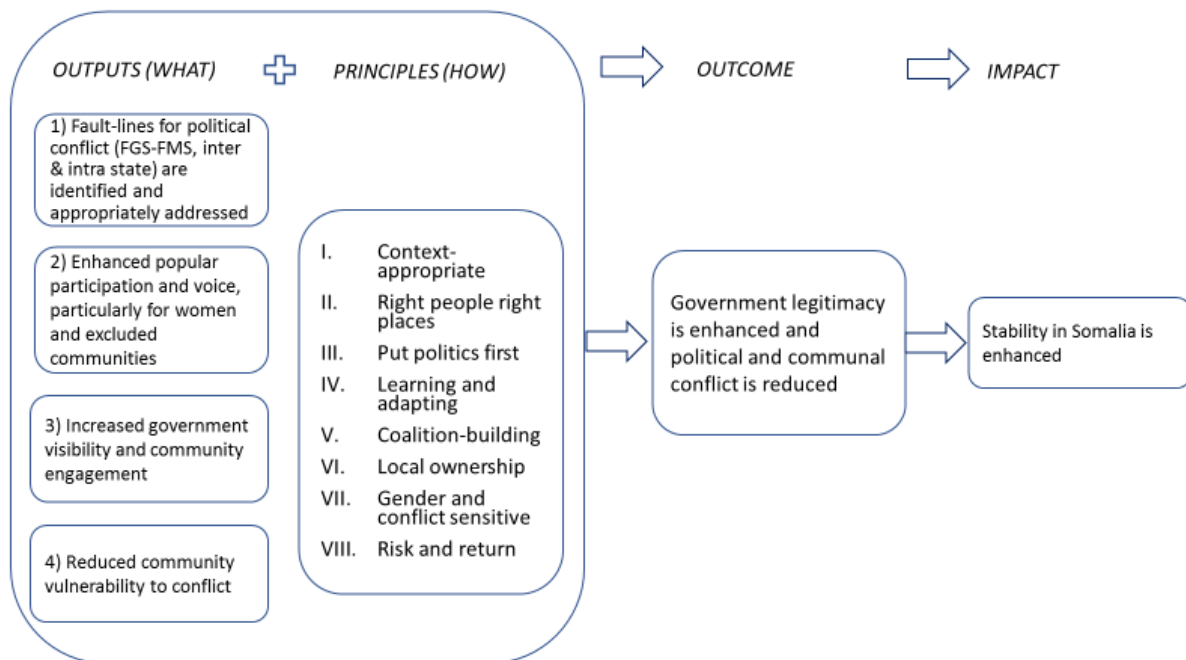 OUTPUTS (WHAT)
PRINCIPLES (HOW)
OUTCOME
IMPACT
1) Fault-lines for political
conflict (FGS-FMS, inter
& intra state) are
identified and
appropriately addressed
2) Enhanced popular
participation and voice,
particularly for women
and excluded
communities
3) Increased government
visibility and community
engagement
4) Reduced community
vulnerability to conflict
I. Context-
appropriate
II. Right people right
places
III. Put politics first
IV. Learning and
adapting
V. Coalition-building
VI. Local ownership
VII. Gender and
conflict sensitive
VIII. Risk and return
Government legitimacy
is enhanced and
political and communal
conflict is reduced
Stability in Somalia is
enhanced